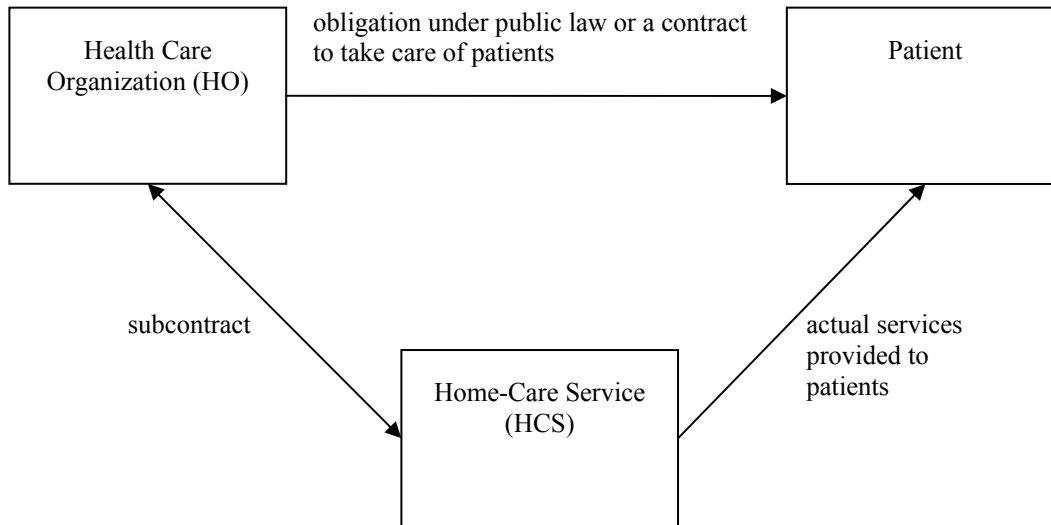 Health Care
Organization (HO)
obligation under public law or a contract
to take care of patients
Patient
subcontract
actual services
provided to
patients
Home-Care Service
(HCS)